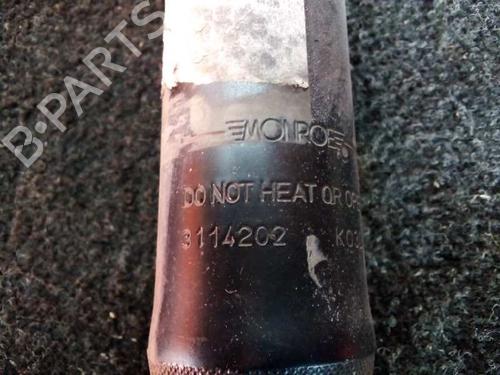 B-PARTS
MONROE
DO NOT HEAT OR
3114202